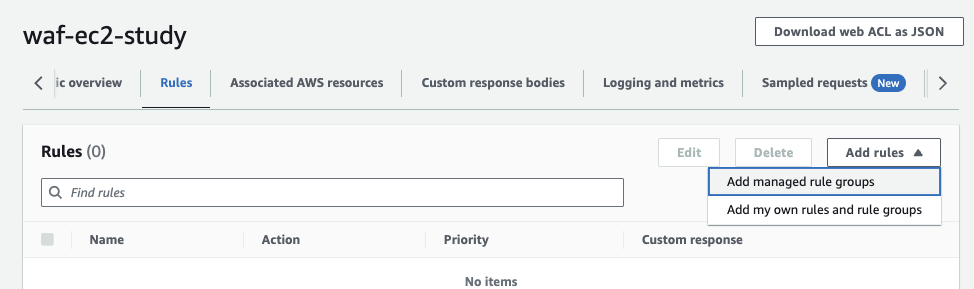 waf-ec2-study
Download web ACL as JSON
ic overview
Rules
Associated AWS resources
Custom response bodies
Logging and metrics
Sampled requests New
Rules (0)
Edit
Delete
Add rules
Find rules
Add managed rule groups
Add my own rules and rule groups
Name
Action
Priority
Custom response
No items